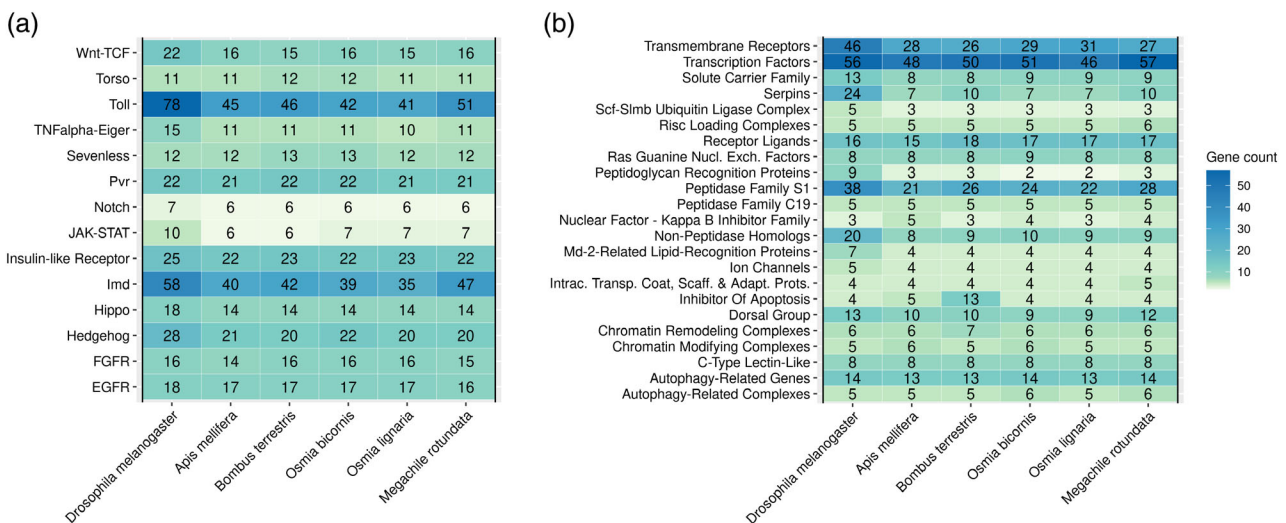 (a)
Wnt-TCF 22 16 15 16 15 16
Torso 11 11 12 12 11 11
Toll 78 45 46 42 41 51
TNFalpha-Eiger 15 11 11 11 10 11
Sevenless 12 12 13 13 12 12
Pvr 22 21 22 22 21 21
Notch 7 6 6 6 6 6
JAK-STAT 10 6 6 7 7 7
Insulin-like Receptor 25 22 23 22 23 22
Imd 58 40 42 39 35 47
Hippo 18 14 14 14 14 14
Hedgehog 28 21 20 22 20 20
FGFR 16 14 16 16 16 15
EGFR 18 17 17 17 17 16
Drosophila melanogaster
Apis mellifera
Bombus terrestris
Osmia bicornis
Osmia lignaria
Megachile rotundata
(b)
Transmembrane Receptors 46 28 26 29 31 27
Transcription Factors 56 48 50 51 46 57
Solute Carrier Family 13 8 8 9 9 9
Serpins 24 7 10 7 7 10
Scf-Slmb Ubiquitin Ligase Complex 5 3 3 3 3 3
Risc Loading Complexes 5 5 5 5 5 6
Receptor Ligands 16 15 18 17 17 17
Ras Guanine Nucl. Exch. Factors 8 8 8 9 8 8
Peptidoglycan Recognition Proteins 9 3 3 2 2 3
Peptidase Family S1 38 21 26 24 22 28
Peptidase Family C19 5 5 5 5 5 5
Nuclear Factor - Kappa B Inhibitor Family 3 5 3 4 3 4
Non-Peptidase Homologs 20 8 9 10 9 9
Md-2-Related Lipid-Recognition Proteins 7 4 4 4 4 4
Ion Channels 5 4 4 4 4 4
Intrac. Transp. Coat, Scaff. & Adapt. Prots. 4 4 4 4 4 5
Inhibitor Of Apoptosis 4 5 13 4 4 4
Dorsal Group 13 10 10 9 9 12
Chromatin Remodeling Complexes 6 6 7 6 6 6
Chromatin Modifying Complexes 5 6 5 6 5 5
C-Type Lectin-Like 8 8 8 8 8 8
Autophagy-Related Genes 14 13 13 14 13 14
Autophagy-Related Complexes 5 5 5 6 5 6
Drosophila melanogaster
Apis mellifera
Bombus terrestris
Osmia bicornis
Osmia lignaria
Megachile rotundata
Gene count
50
40
30
20
10